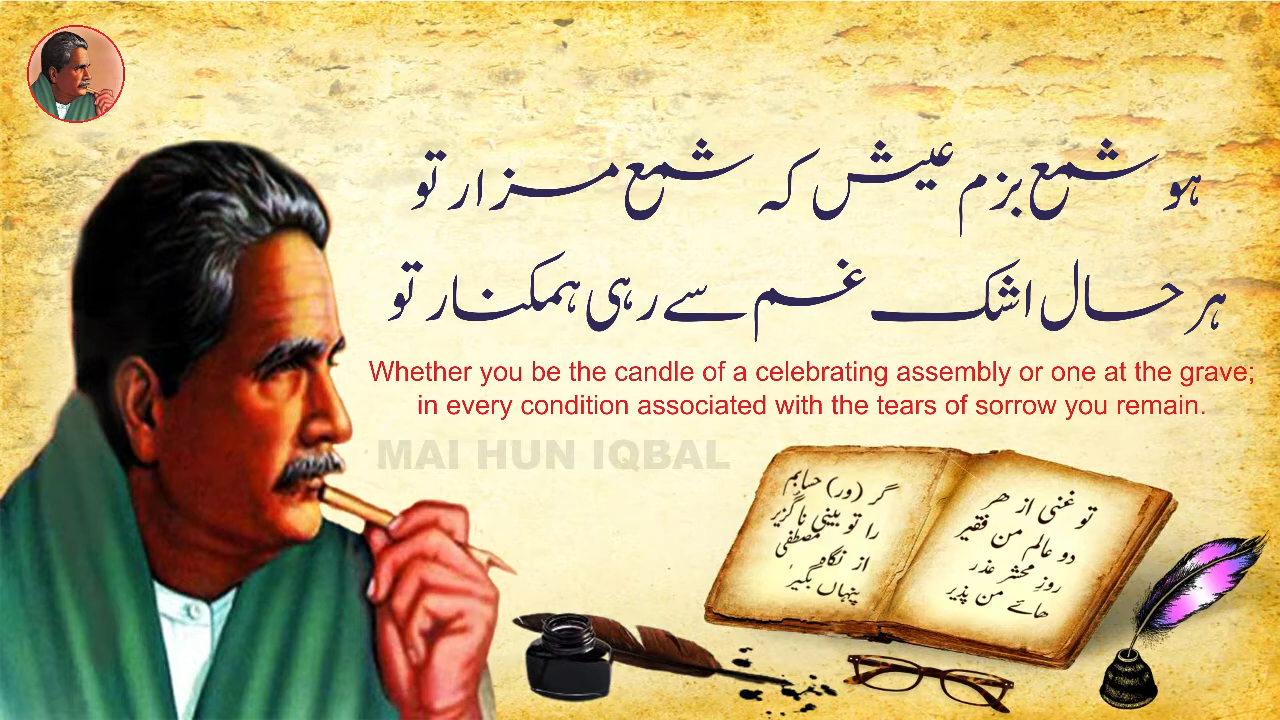 ہو شمع بزم عیش کہ شمع مزار تو
ہر حال اشک غم سے رہی ہمکنار تو
Whether you be the candle of a celebrating assembly or one at the grave;
in every condition associated with the tears of sorrow you remain.
MAI HUN IQBAL
تو غنی از هر
دو عالم من فقیر
روزِ محشر عذر
ہائے من پذیر
گر (ور) حسابم
را تو بینی ناگزیر
از نگاہ مصطفیٰ
پنہاں بگیر